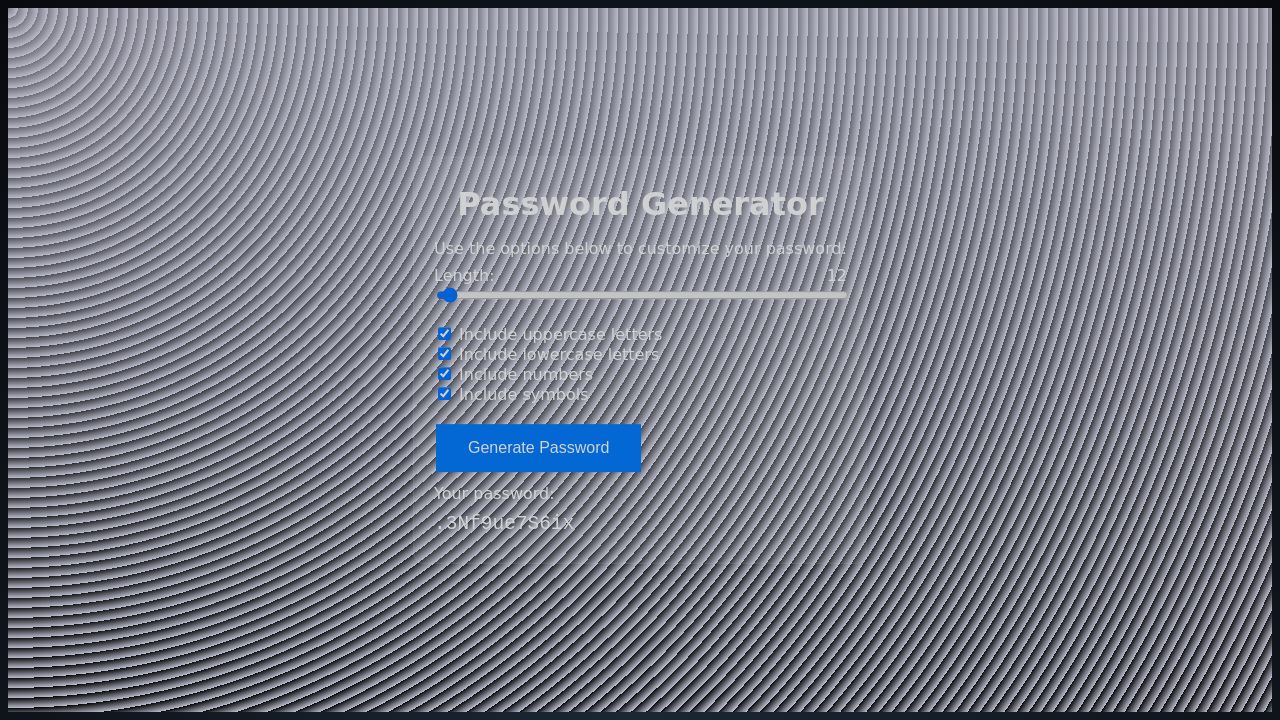 Password Generator
Use the options below to customize your password:
Length: 12
Include uppercase letters
Include lowercase letters
Include numbers
Include symbols
Generate Password
Your password:
.3Nf9ue7S61x